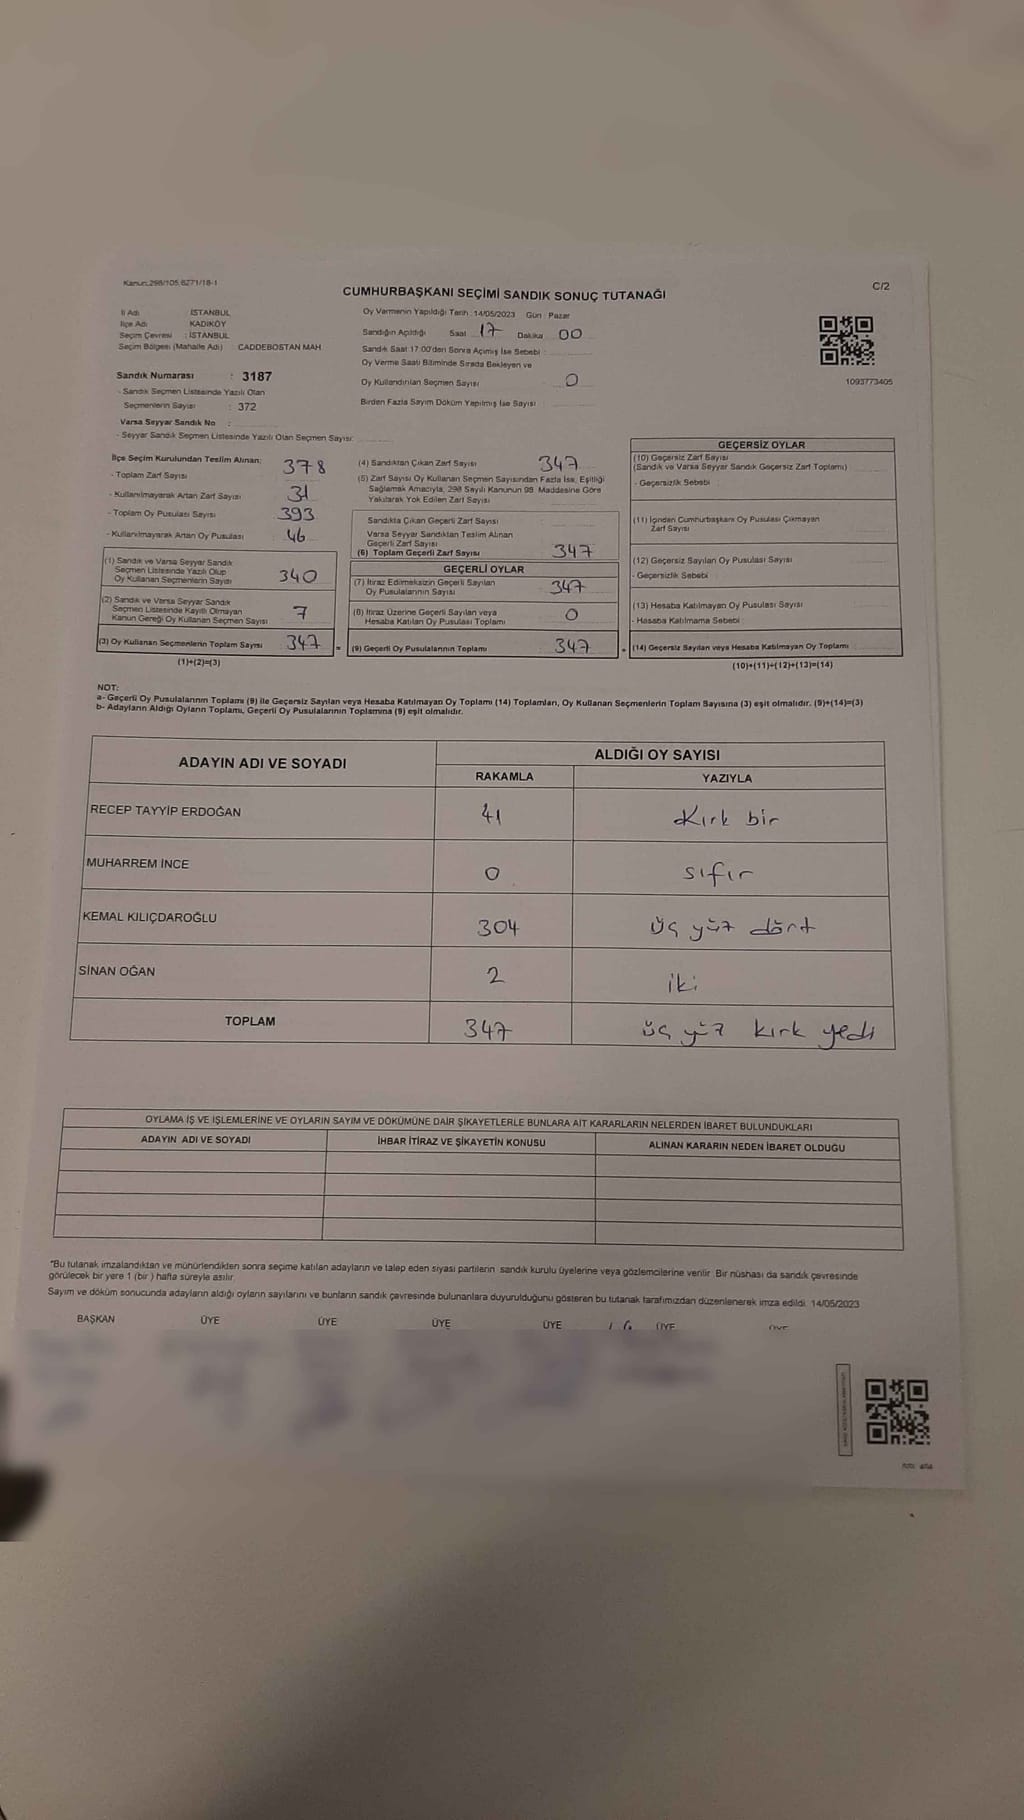 Kanun:298/105,6271/18-1
C/2
CUMHURBAŞKANI SEÇİMİ SANDIK SONUÇ TUTANAĞI
İl Adı : İSTANBUL
İlçe Adı : KADIKÖY
Seçim Çevresi : İSTANBUL
Seçim Bölgesi (Mahalle Adı) : CADDEBOSTAN MAH
Sandık Numarası : 3187
- Sandık Seçmen Listesinde Yazılı Olan
Seçmenlerin Sayısı : 372
Varsa Seyyar Sandık No :
- Seyyar Sandık Seçmen Listesinde Yazılı Olan Seçmen Sayısı:
Oy Vermenin Yapıldığı Tarih : 14/05/2023 Gün : Pazar
Sandığın Açıldığı Saat 17 Dakika 00
Sandık Saat 17.00'den Sonra Açılmış İse Sebebi :
Oy Verme Saati Bitiminde Sırada Bekleyen ve
Oy Kullandırılan Seçmen Sayısı 0
Birden Fazla Sayım Döküm Yapılmış İse Sayısı
1093773405
İlçe Seçim Kurulundan Teslim Alınan; 378
- Toplam Zarf Sayısı
- Kullanılmayarak Artan Zarf Sayısı 31
- Toplam Oy Pusulası Sayısı 393
- Kullanılmayarak Artan Oy Pusulası 46
(1) Sandık ve Varsa Seyyar Sandık
Seçmen Listesinde Yazılı Olup
Oy Kullanan Seçmenlerin Sayısı 340
(2) Sandık ve Varsa Seyyar Sandık
Seçmen Listesinde Kayıtlı Olmayan
Kanun Gereği Oy Kullanan Seçmen Sayısı 7
(3) Oy Kullanan Seçmenlerin Toplam Sayısı 347
(1)+(2)=(3)
(4) Sandıktan Çıkan Zarf Sayısı 347
(5) Zarf Sayısı Oy Kullanan Seçmen Sayısından Fazla İse, Eşitliği
Sağlamak Amacıyla, 298 Sayılı Kanunun 98. Maddesine Göre
Yakılarak Yok Edilen Zarf Sayısı
Sandıkta Çıkan Geçerli Zarf Sayısı
Varsa Seyyar Sandıktan Teslim Alınan
Geçerli Zarf Sayısı
(6) Toplam Geçerli Zarf Sayısı 347
GEÇERLİ OYLAR
(7) İtiraz Edilmeksizin Geçerli Sayılan
Oy Pusulalarının Sayısı 347
(8) İtiraz Üzerine Geçerli Sayılan veya
Hesaba Katılan Oy Pusulası Toplamı 0
= (9) Geçerli Oy Pusulalarının Toplamı 347 +
GEÇERSİZ OYLAR
(10) Geçersiz Zarf Sayısı
(Sandık ve Varsa Seyyar Sandık Geçersiz Zarf Toplamı)
- Geçersizlik Sebebi :
(11) İçinden Cumhurbaşkanı Oy Pusulası Çıkmayan
Zarf Sayısı
(12) Geçersiz Sayılan Oy Pusulası Sayısı
- Geçersizlik Sebebi
(13) Hesaba Katılmayan Oy Pusulası Sayısı
- Hesaba Katılmama Sebebi
(14) Geçersiz Sayılan veya Hesaba Katılmayan Oy Toplamı
(10)+(11)+(12)+(13)=(14)
NOT:
a- Geçerli Oy Pusulalarının Toplamı (9) ile Geçersiz Sayılan veya Hesaba Katılmayan Oy Toplamı (14) Toplamları, Oy Kullanan Seçmenlerin Toplam Sayısına (3) eşit olmalıdır. (9)+(14)=(3)
b- Adayların Aldığı Oyların Toplamı, Geçerli Oy Pusulalarının Toplamına (9) eşit olmalıdır.
ADAYIN ADI VE SOYADI
ALDIĞI OY SAYISI
RAKAMLA YAZIYLA
RECEP TAYYİP ERDOĞAN 41 Kırk bir
MUHARREM İNCE 0 sıfır
KEMAL KILIÇDAROĞLU 304 üç yüz dört
SİNAN OĞAN 2 iki
TOPLAM 347 üç yüz kırk yedi
OYLAMA İŞ VE İŞLEMLERİNE VE OYLARIN SAYIM VE DÖKÜMÜNE DAİR ŞİKAYETLERLE BUNLARA AİT KARARLARIN NELERDEN İBARET BULUNDUKLARI
ADAYIN ADI VE SOYADI İHBAR İTİRAZ VE ŞİKAYETİN KONUSU ALINAN KARARIN NEDEN İBARET OLDUĞU
"Bu tutanak imzalandıktan ve mühürlendikten sonra seçime katılan adayların ve talep eden siyasi partilerin sandık kurulu üyelerine veya gözlemcilerine verilir. Bir nüshası da sandık çevresinde
görülecek bir yere 1 (bir ) hafta süreyle asılır.
Sayım ve döküm sonucunda adayların aldığı oyların sayılarını ve bunların sandık çevresinde bulunanlara duyurulduğunu gösteren bu tutanak tarafımızdan düzenlenerek imza edildi. 14/05/2023
BAŞKAN ÜYE ÜYE ÜYE ÜYE ÜYE ÜYE